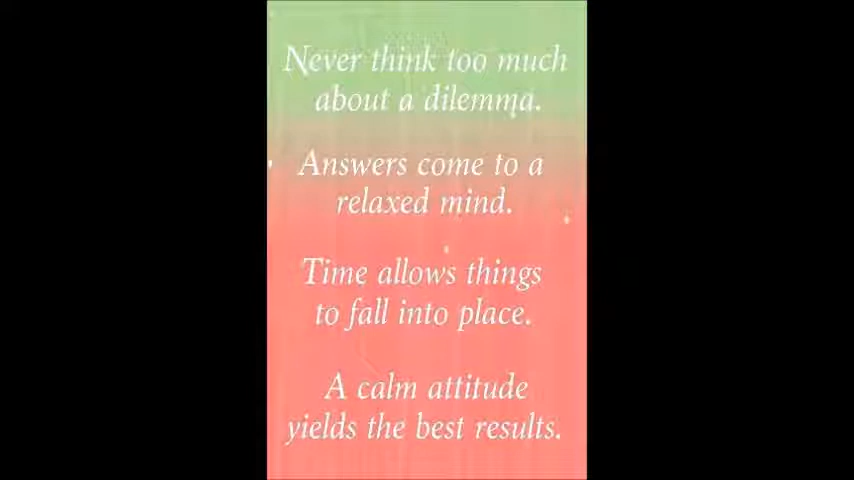 Never think too much
about a dilemma.
Answers come to a
relaxed mind.
Time allows things
to fall into place.
A calm attitude
yields the best results.